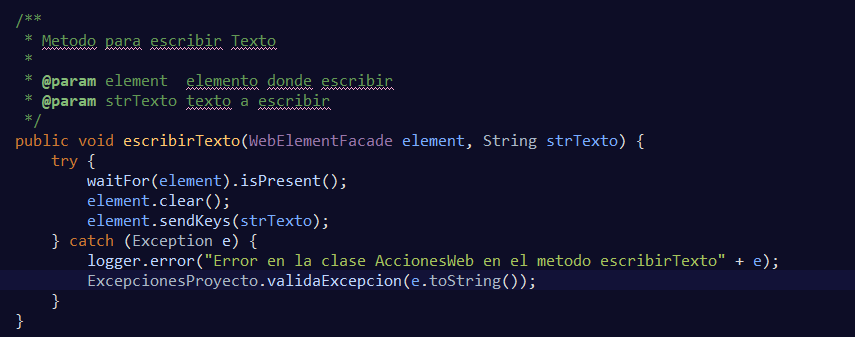 /**
 * Metodo para escribir Texto
 *
 * @param element  elemento donde escribir
 * @param strTexto texto a escribir
 */
public void escribirTexto(WebElementFacade element, String strTexto) {
    try {
        waitFor(element).isPresent();
        element.clear();
        element.sendKeys(strTexto);
    } catch (Exception e) {
        logger.error("Error en la clase AccionesWeb en el metodo escribirTexto" + e);
        ExcepcionesProyecto.validaExcepcion(e.toString());
    }
}